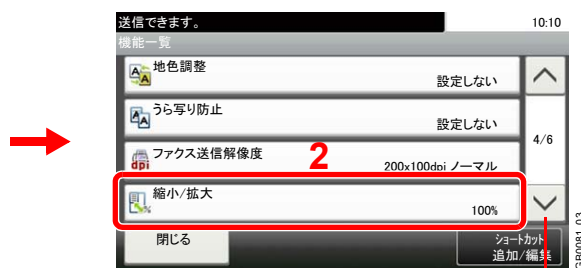 送信できます。
10:10
機能一覧
地色調整
設定しない
うら写り防止
設定しない
4/6
dpi
ファクス送信解像度
2
200x100dpi ノーマル
縮小/拡大
100%
閉じる
ショートカット
追加/編集
GB0081_03